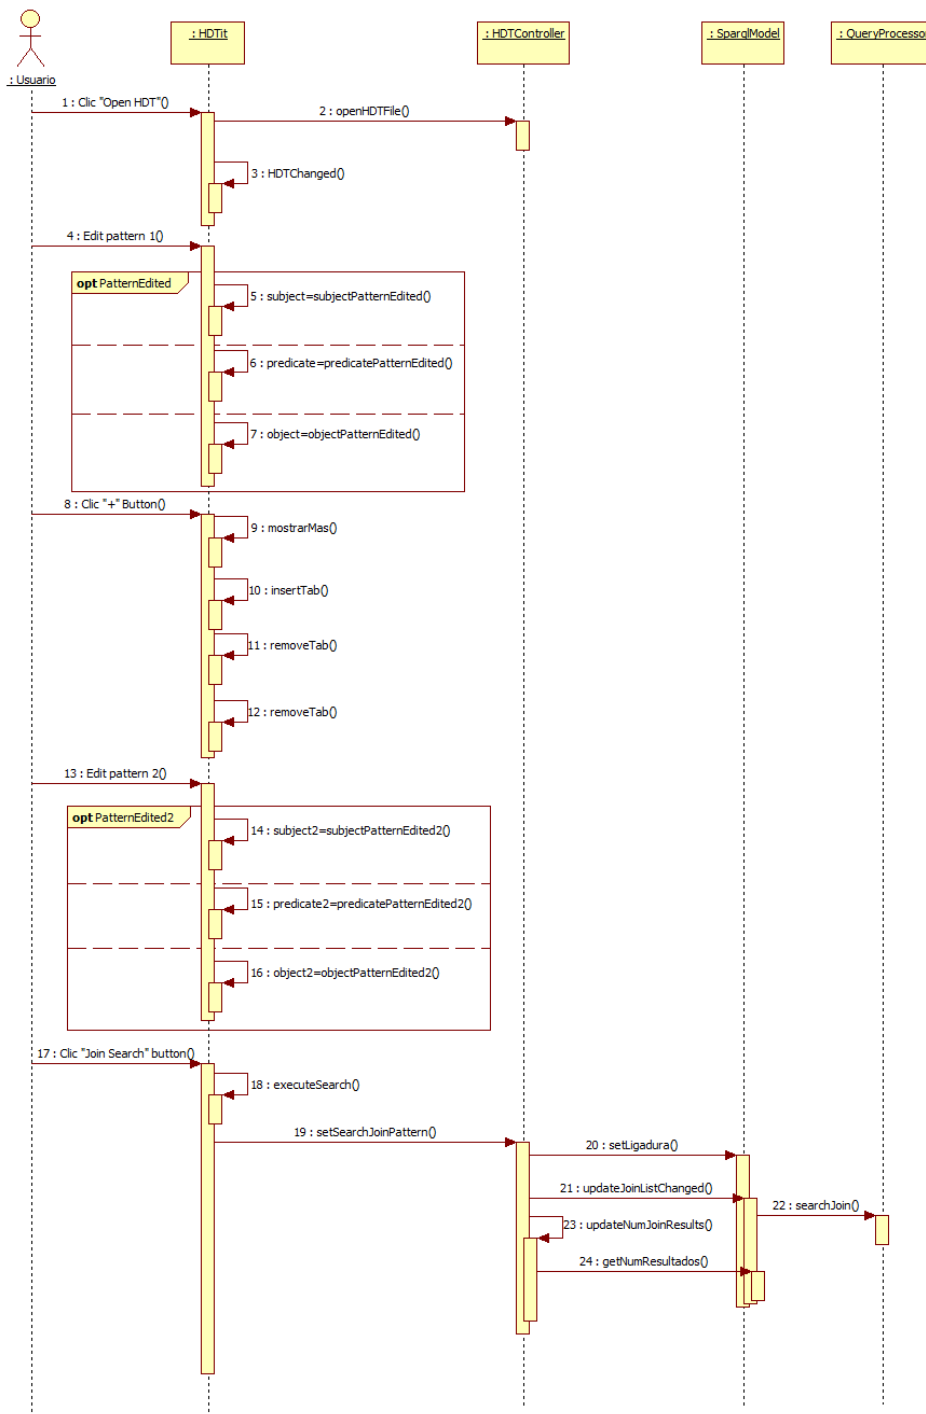 : HDTit
: HDTController
: SparqlModel
: QueryProcessor
: Usuario
1 : Clic "Open HDT"()
2 : openHDTFile()
3 : HDTChanged()
4 : Edit pattern 1()
opt PatternEdited
5 : subject=subjectPatternEdited()
6 : predicate=predicatePatternEdited()
7 : object=objectPatternEdited()
8 : Clic "+" Button()
9 : mostrarMas()
10 : insertTab()
11 : removeTab()
12 : removeTab()
13 : Edit pattern 2()
opt PatternEdited2
14 : subject2=subjectPatternEdited2()
15 : predicate2=predicatePatternEdited2()
16 : object2=objectPatternEdited2()
17 : Clic "Join Search" button()
18 : executeSearch()
19 : setSearchJoinPattern()
20 : setLigadura()
21 : updateJoinListChanged()
22 : searchJoin()
23 : updateNumJoinResults()
24 : getNumResultados()